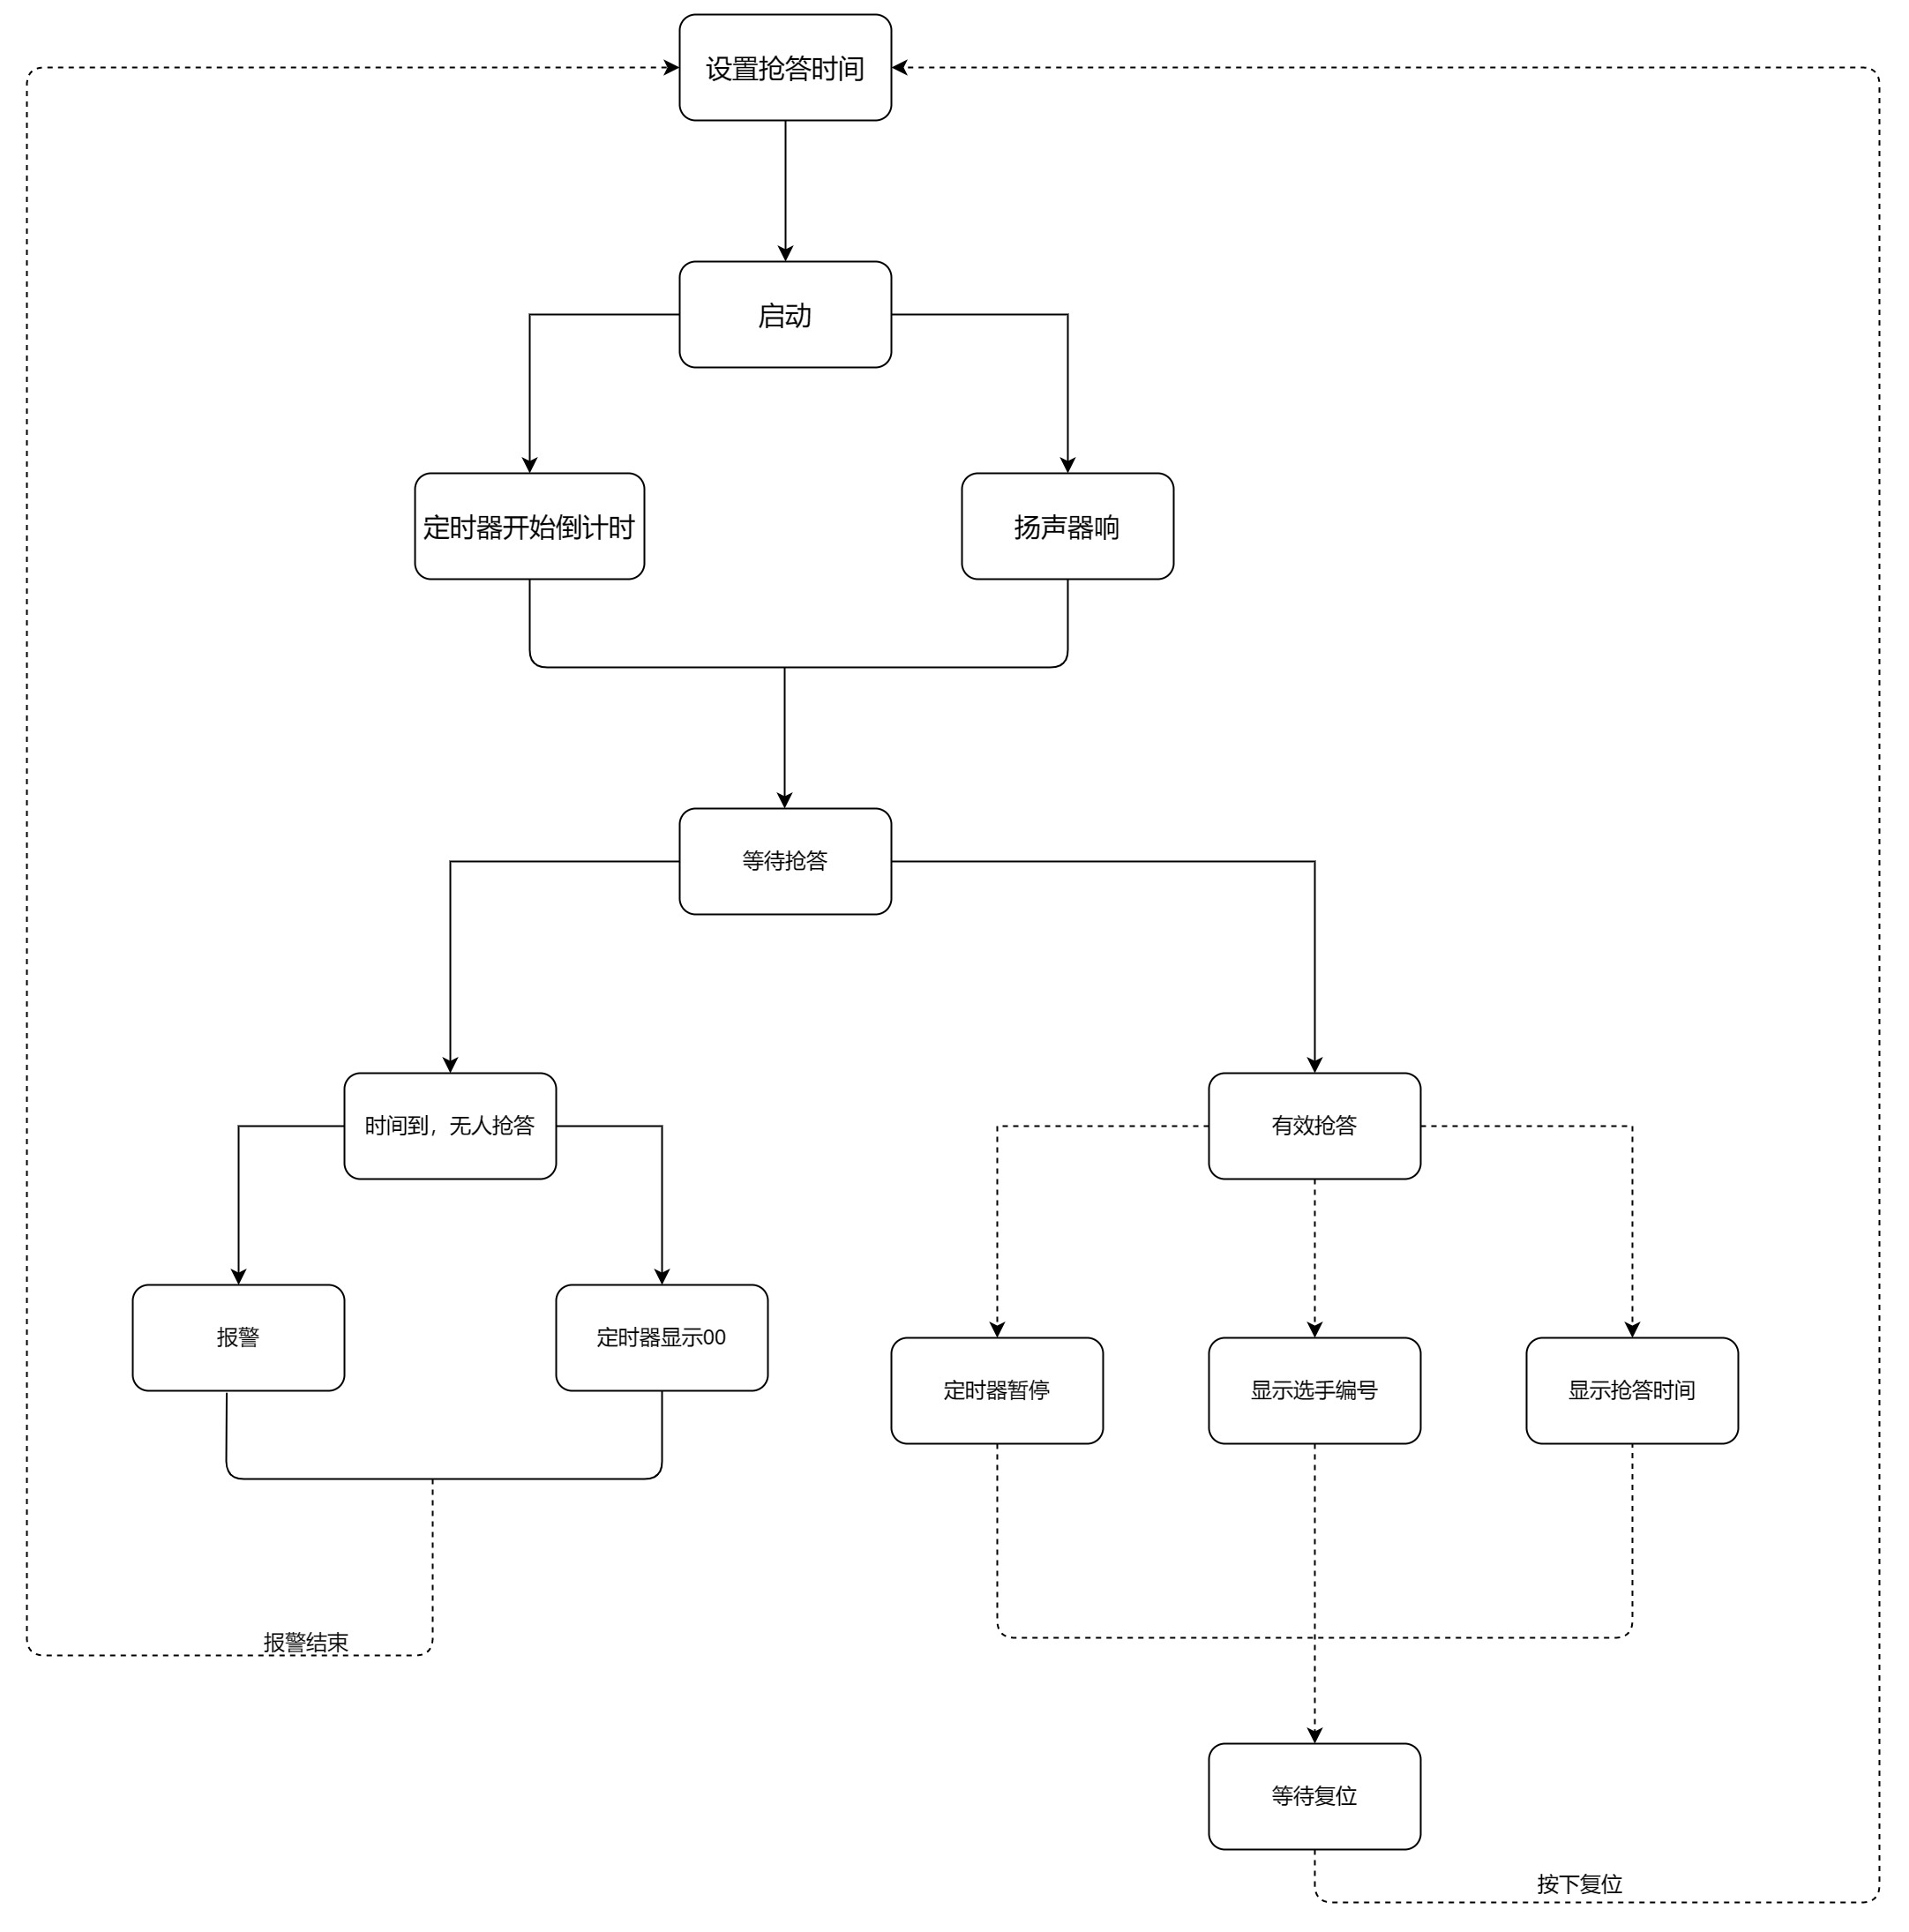 设置抢答时间
启动
定时器开始倒计时
扬声器响
等待抢答
时间到，无人抢答
有效抢答
报警
定时器显示00
定时器暂停
显示选手编号
显示抢答时间
报警结束
等待复位
按下复位